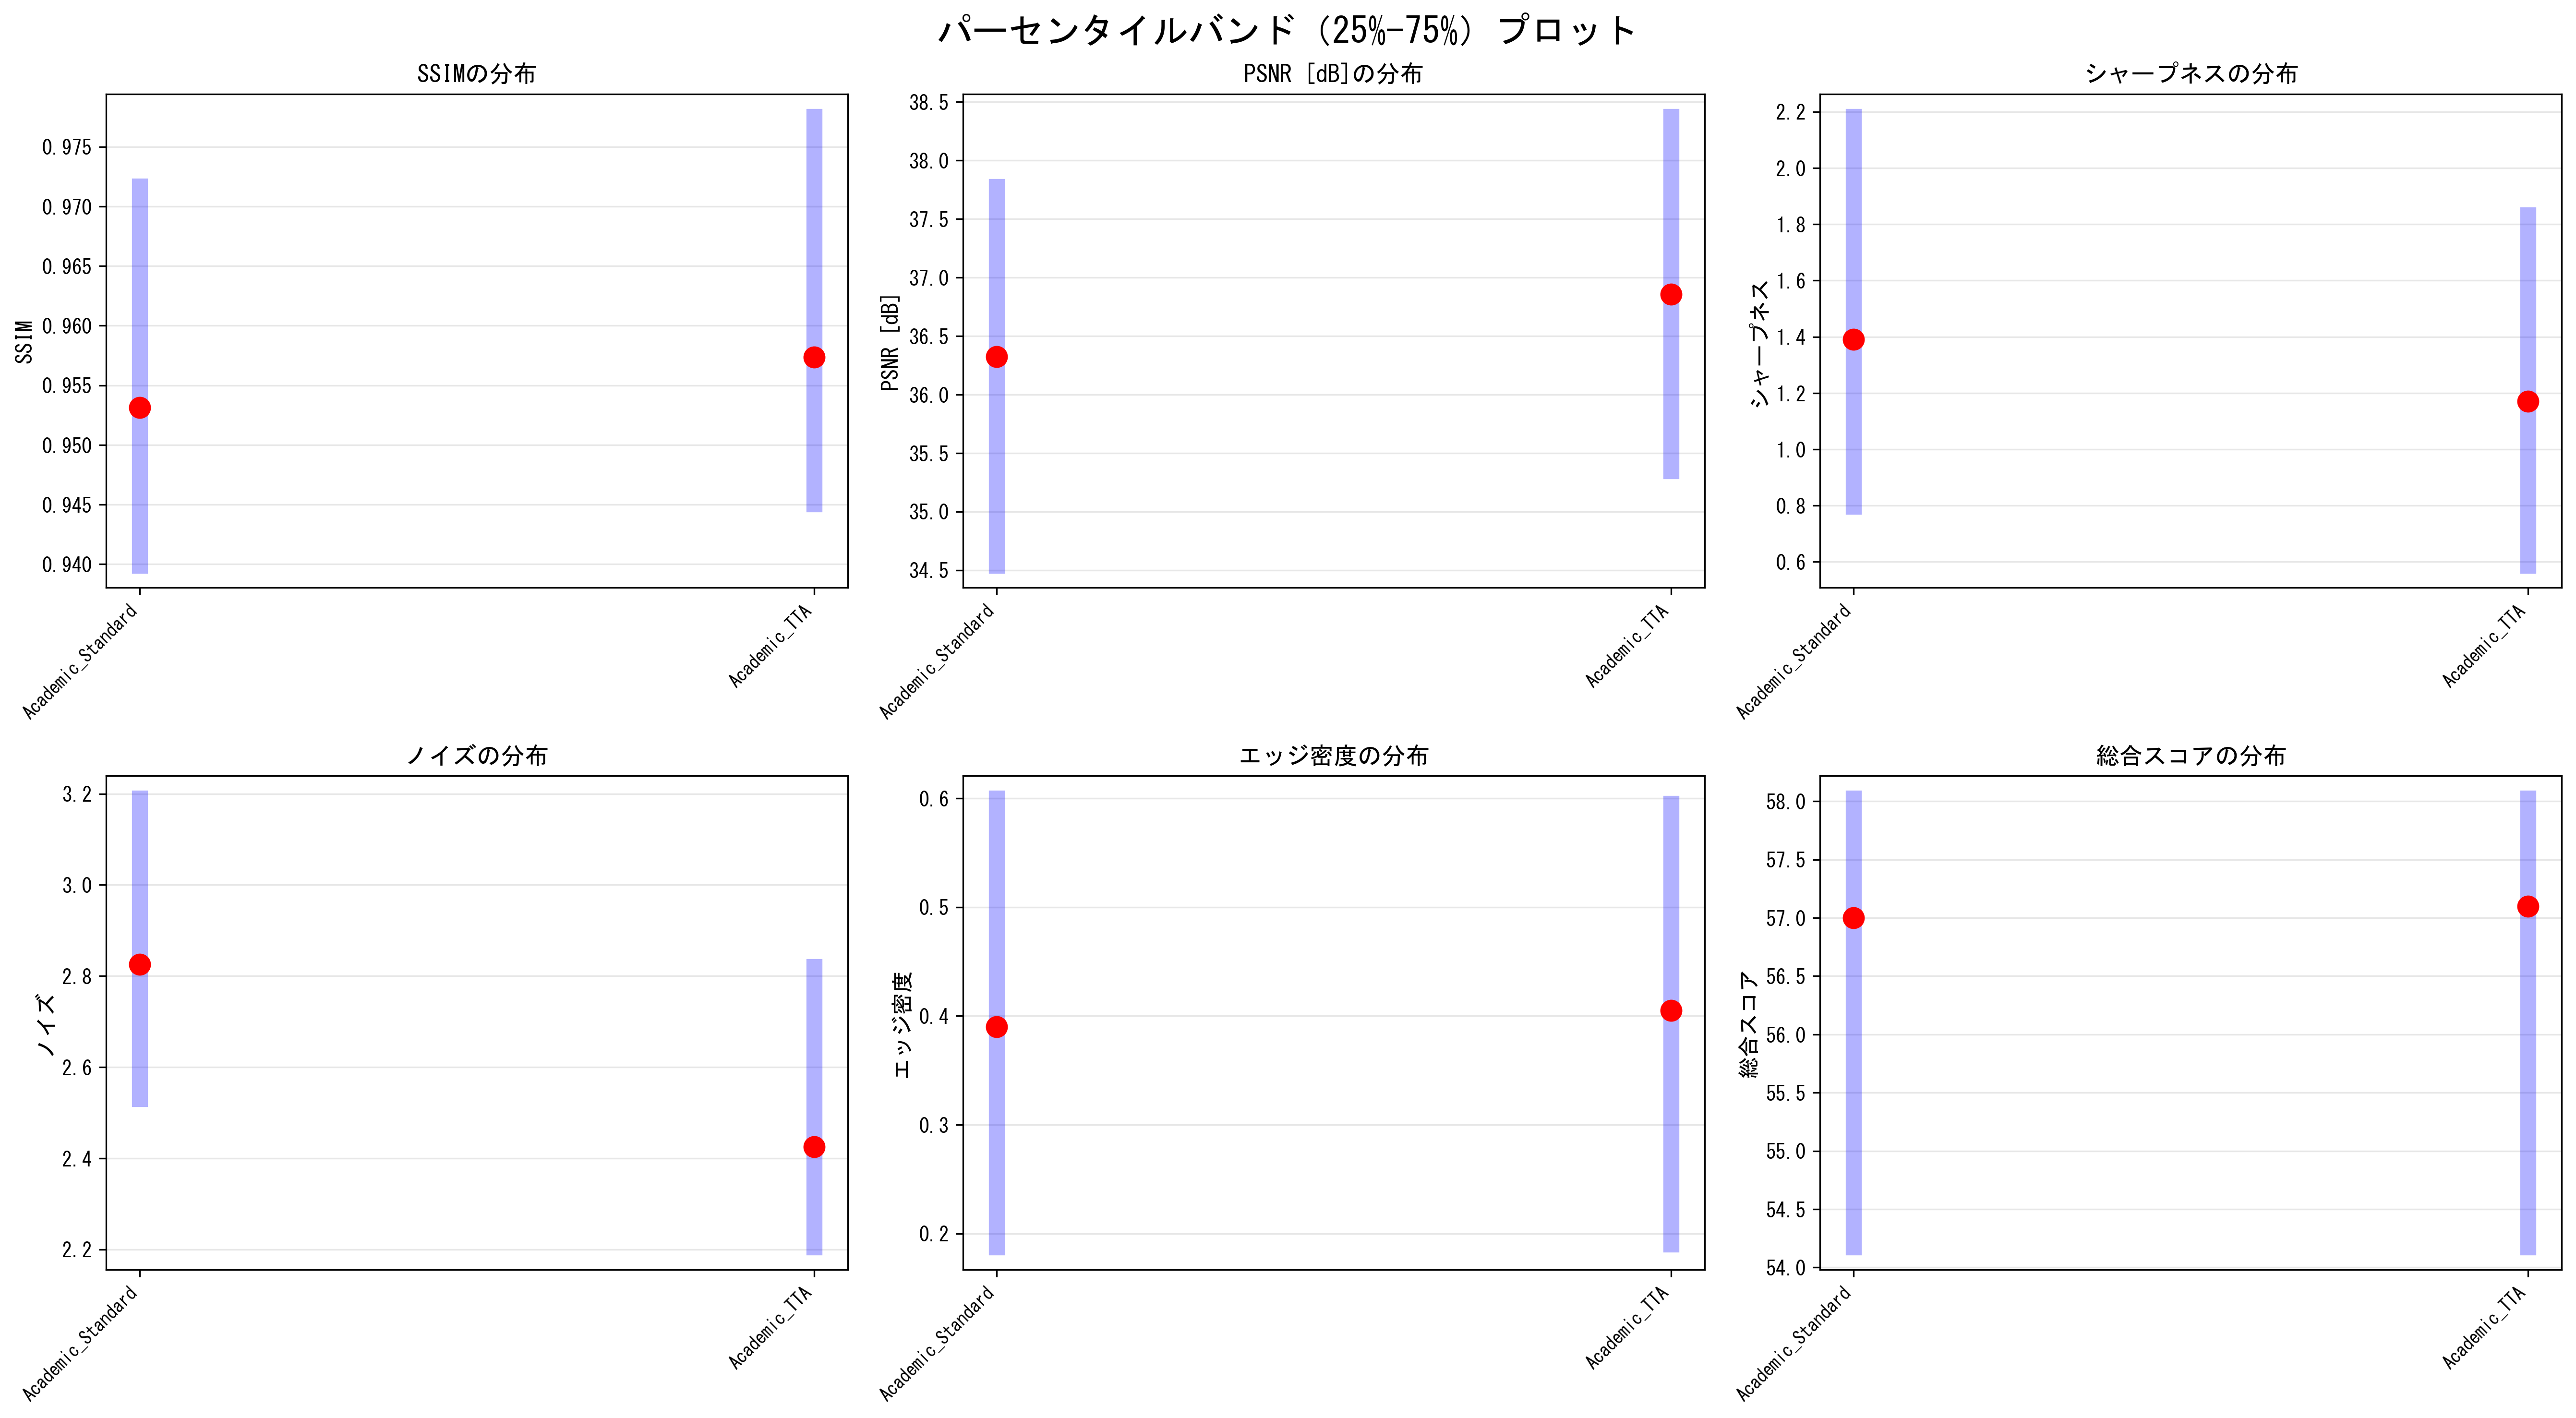 パーセンタイルバンド (25%-75%) プロット
SSIMの分布
SSIM
0.975
0.970
0.965
0.960
0.955
0.950
0.945
0.940
Academic_Standard
Academic_TTA
PSNR [dB]の分布
PSNR [dB]
38.5
38.0
37.5
37.0
36.5
36.0
35.5
35.0
34.5
Academic_Standard
Academic_TTA
シャープネスの分布
シャープネス
2.2
2.0
1.8
1.6
1.4
1.2
1.0
0.8
0.6
Academic_Standard
Academic_TTA
ノイズの分布
ノイズ
3.2
3.0
2.8
2.6
2.4
2.2
Academic_Standard
Academic_TTA
エッジ密度の分布
エッジ密度
0.6
0.5
0.4
0.3
0.2
Academic_Standard
Academic_TTA
総合スコアの分布
総合スコア
58.0
57.5
57.0
56.5
56.0
55.5
55.0
54.5
54.0
Academic_Standard
Academic_TTA